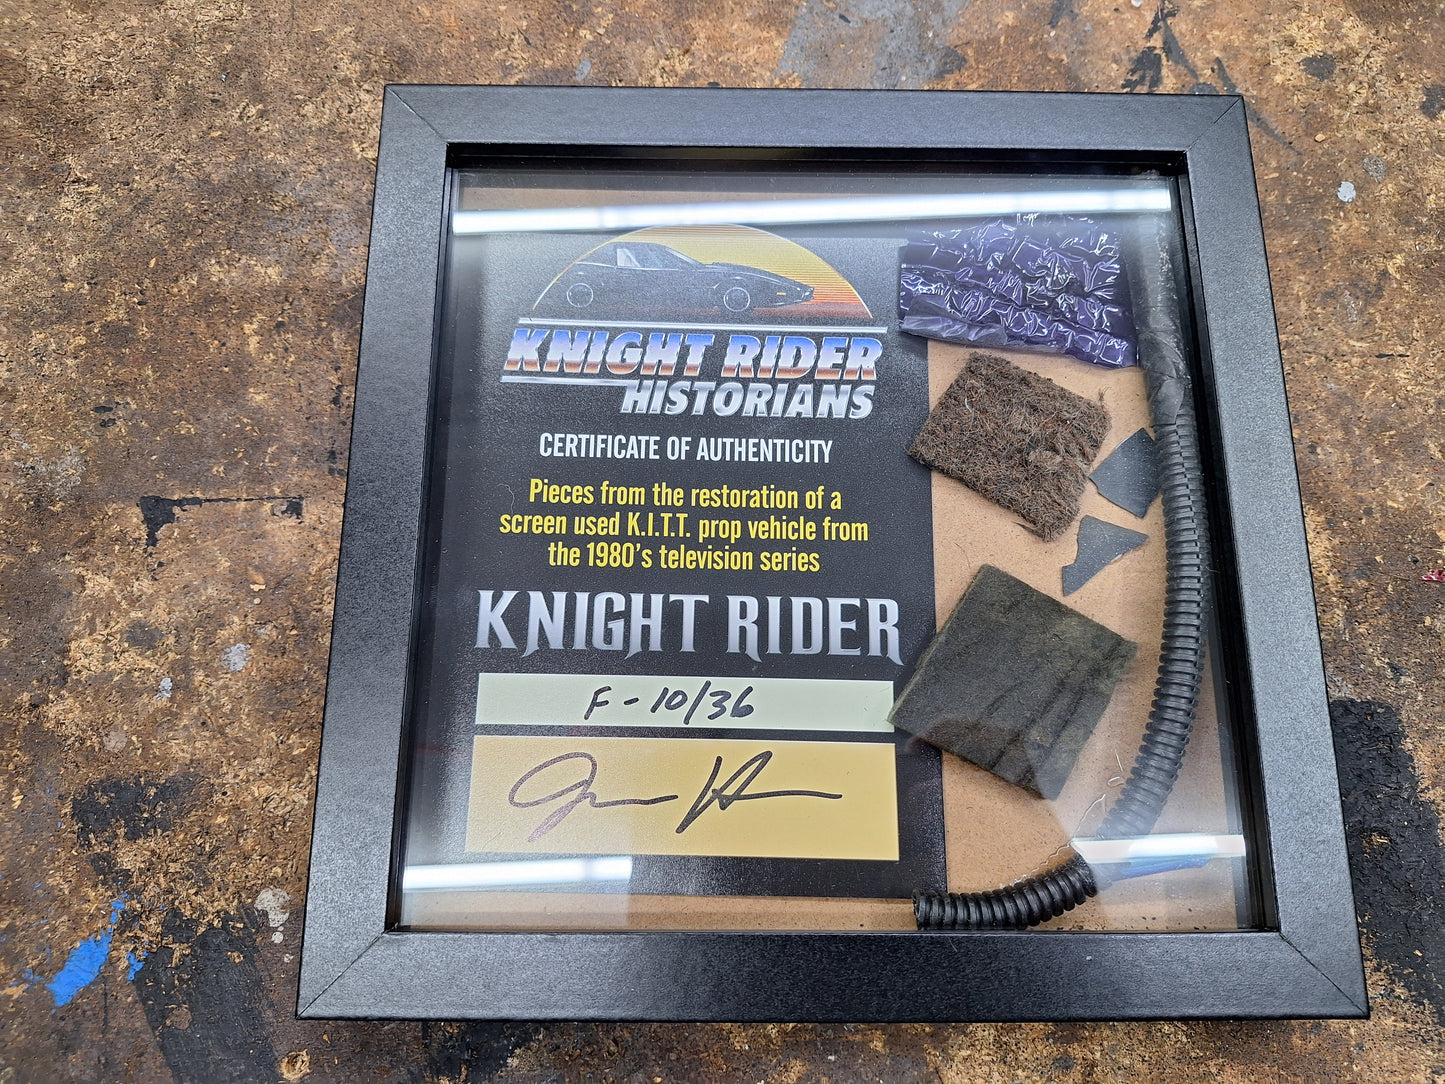 KNIGHT RIDER
HISTORIANS
CERTIFICATE OF AUTHENTICITY
Pieces from the restoration of a
screen used K.I.T.T. prop vehicle from
the 1980's television series
KNIGHT RIDER
F-10/36